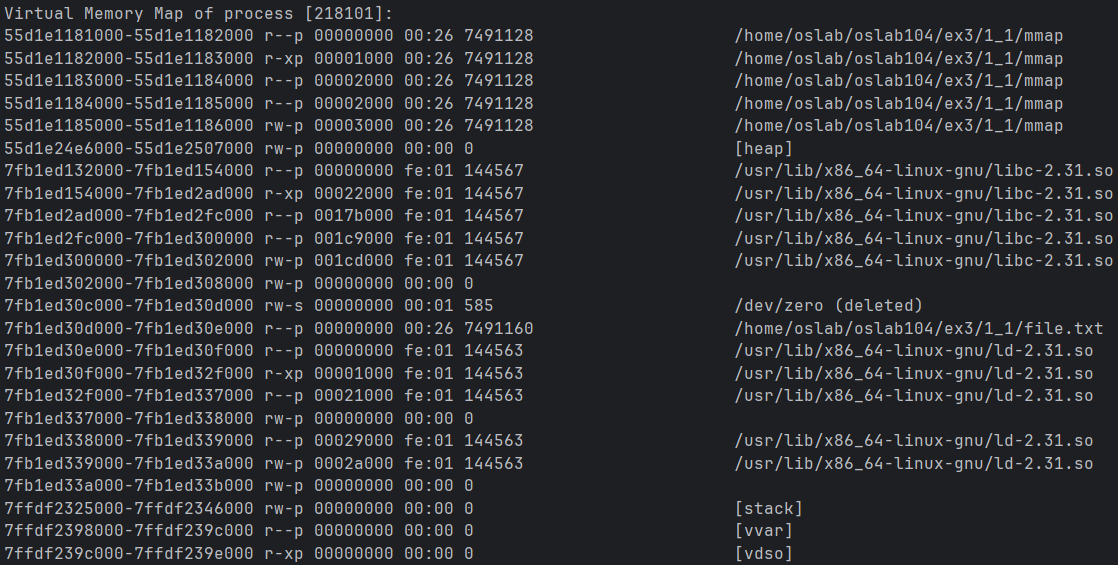 Virtual Memory Map of process [218101]:
55d1e1181000-55d1e1182000 r--p 00000000 00:26 7491128 /home/oslab/oslab104/ex3/1_1/mmap
55d1e1182000-55d1e1183000 r-xp 00001000 00:26 7491128 /home/oslab/oslab104/ex3/1_1/mmap
55d1e1183000-55d1e1184000 r--p 00002000 00:26 7491128 /home/oslab/oslab104/ex3/1_1/mmap
55d1e1184000-55d1e1185000 r--p 00002000 00:26 7491128 /home/oslab/oslab104/ex3/1_1/mmap
55d1e1185000-55d1e1186000 rw-p 00003000 00:26 7491128 /home/oslab/oslab104/ex3/1_1/mmap
55d1e24e6000-55d1e2507000 rw-p 00000000 00:00 0 [heap]
7fb1ed132000-7fb1ed154000 r--p 00000000 fe:01 144567 /usr/lib/x86_64-linux-gnu/libc-2.31.so
7fb1ed154000-7fb1ed2ad000 r-xp 00022000 fe:01 144567 /usr/lib/x86_64-linux-gnu/libc-2.31.so
7fb1ed2ad000-7fb1ed2fc000 r--p 0017b000 fe:01 144567 /usr/lib/x86_64-linux-gnu/libc-2.31.so
7fb1ed2fc000-7fb1ed300000 r--p 001c9000 fe:01 144567 /usr/lib/x86_64-linux-gnu/libc-2.31.so
7fb1ed300000-7fb1ed302000 rw-p 001cd000 fe:01 144567 /usr/lib/x86_64-linux-gnu/libc-2.31.so
7fb1ed302000-7fb1ed308000 rw-p 00000000 00:00 0
7fb1ed30c000-7fb1ed30d000 rw-s 00000000 00:01 585 /dev/zero (deleted)
7fb1ed30d000-7fb1ed30e000 r--p 00000000 00:26 7491160 /home/oslab/oslab104/ex3/1_1/file.txt
7fb1ed30e000-7fb1ed30f000 r--p 00000000 fe:01 144563 /usr/lib/x86_64-linux-gnu/ld-2.31.so
7fb1ed30f000-7fb1ed32f000 r-xp 00001000 fe:01 144563 /usr/lib/x86_64-linux-gnu/ld-2.31.so
7fb1ed32f000-7fb1ed337000 r--p 00021000 fe:01 144563 /usr/lib/x86_64-linux-gnu/ld-2.31.so
7fb1ed337000-7fb1ed338000 rw-p 00000000 00:00 0
7fb1ed338000-7fb1ed339000 r--p 00029000 fe:01 144563 /usr/lib/x86_64-linux-gnu/ld-2.31.so
7fb1ed339000-7fb1ed33a000 rw-p 0002a000 fe:01 144563 /usr/lib/x86_64-linux-gnu/ld-2.31.so
7fb1ed33a000-7fb1ed33b000 rw-p 00000000 00:00 0
7ffdf2325000-7ffdf2346000 rw-p 00000000 00:00 0 [stack]
7ffdf2398000-7ffdf239c000 r--p 00000000 00:00 0 [vvar]
7ffdf239c000-7ffdf239e000 r-xp 00000000 00:00 0 [vdso]